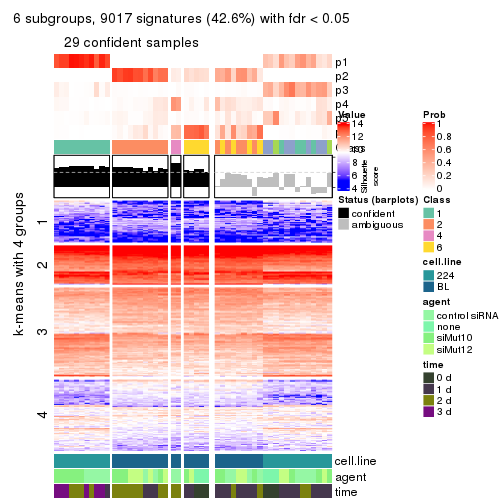 6 subgroups, 9017 signatures (42.6%) with fdr < 0.05
29 confident samples
p1
p2
p3
p4
Value
14
12
8
6
4
Silhouette
score
Prob
1
0.8
0.6
0.4
0.2
0
Status (barplots)
confident
ambiguous
Class
1
2
4
6
cell.line
224
BL
agent
control siRNA
none
siMut10
siMut12
time
0 d
1 d
2 d
3 d
k-means with 4 groups
1
2
3
4
cell.line
agent
time